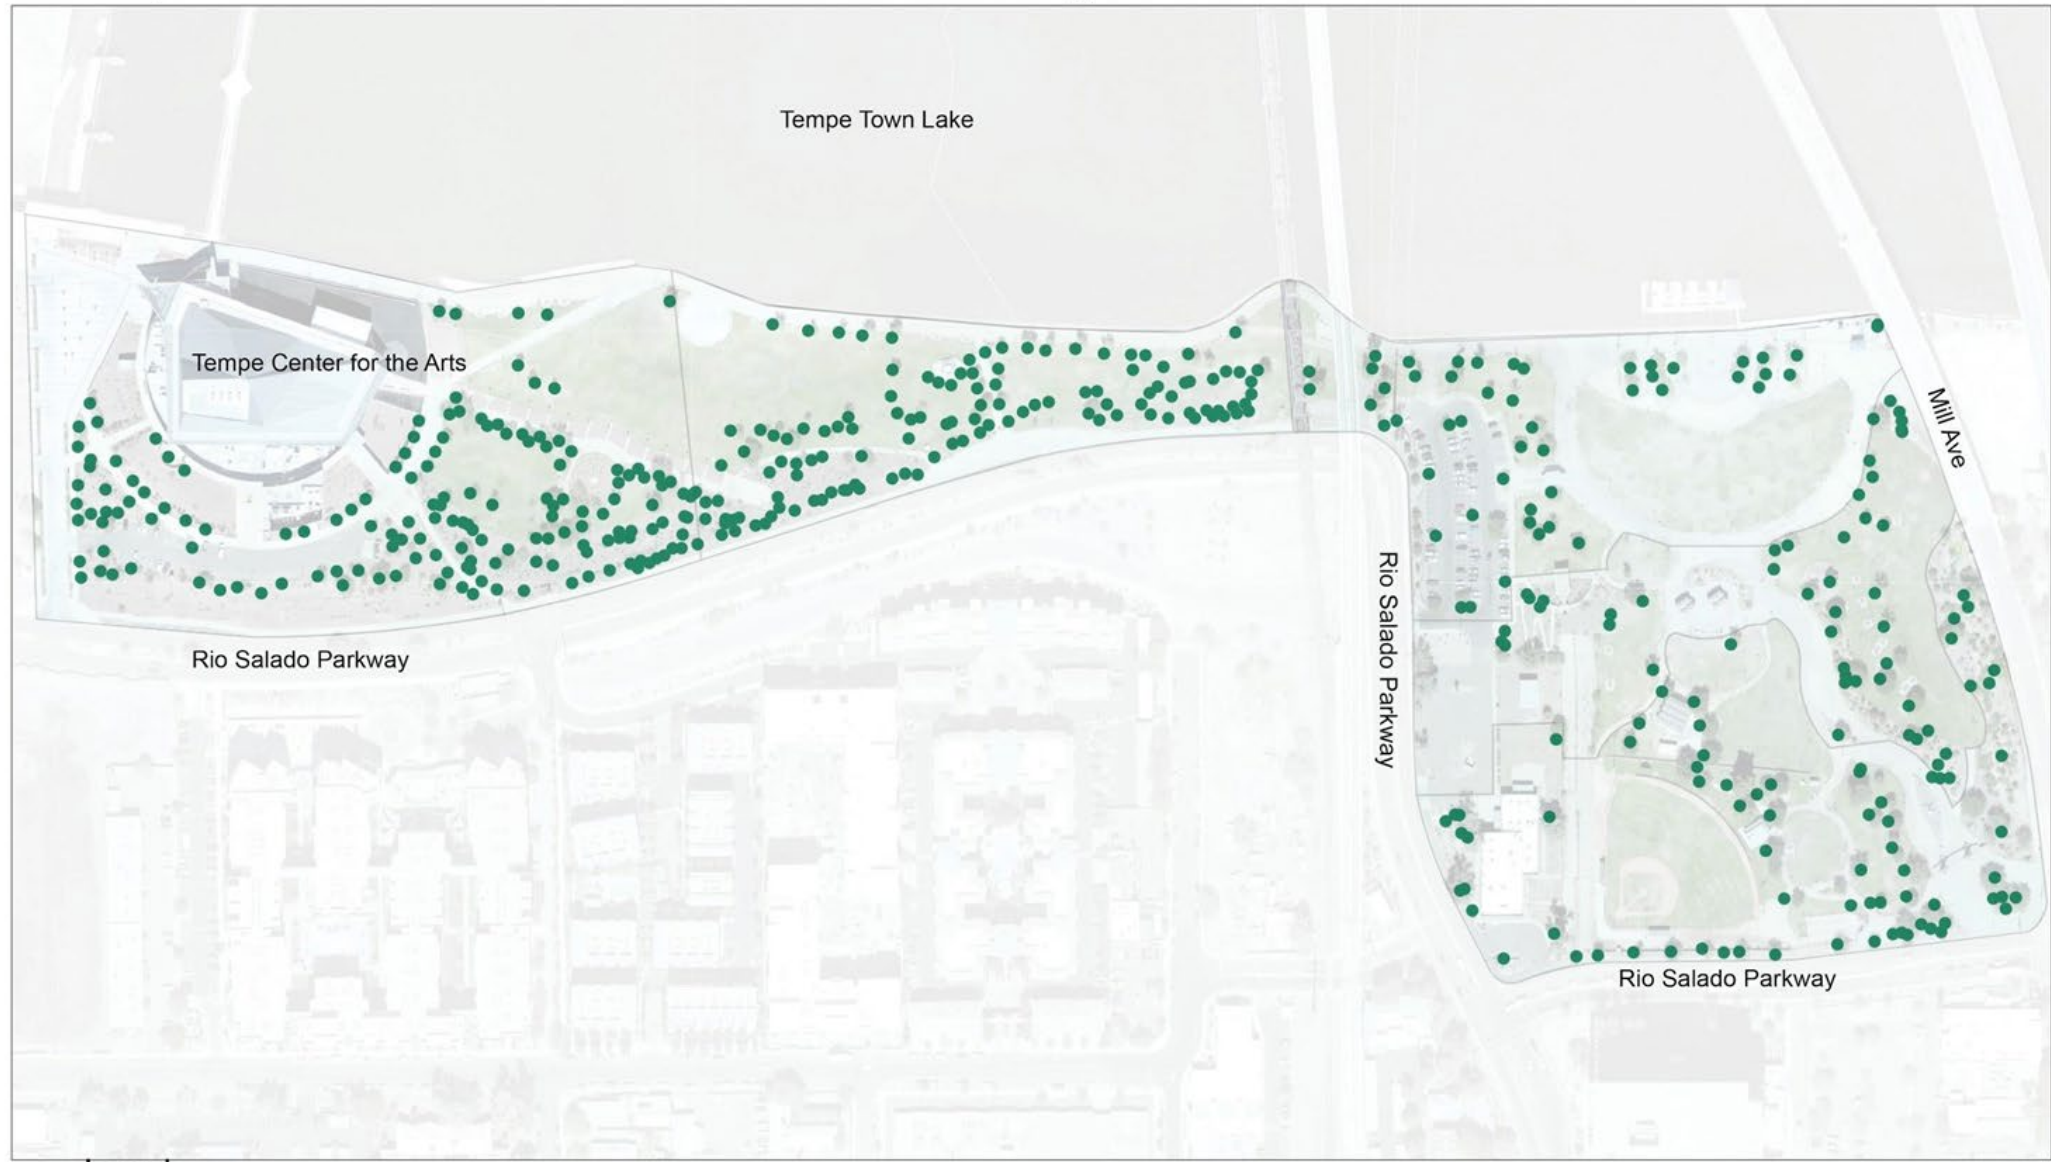 Tempe Town Lake
Tempe Center for the Arts
Mill Ave
Rio Salado Parkway
Rio Salado Parkway
Rio Salado Parkway